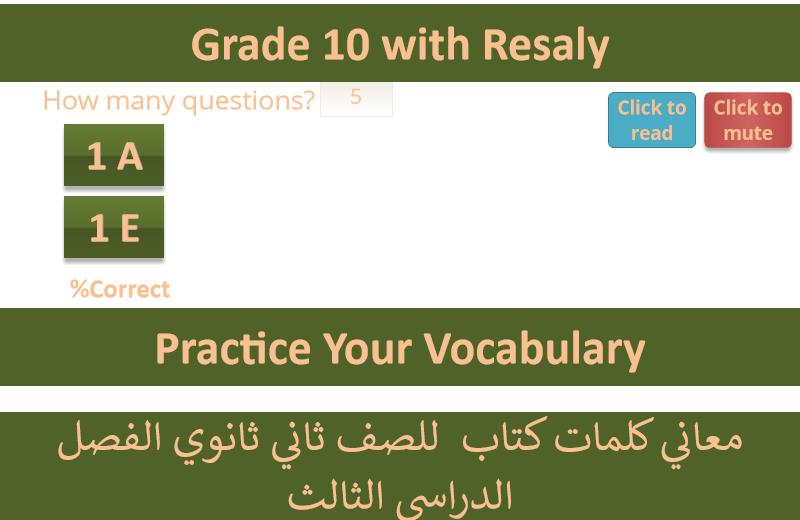 Grade 10 with Resaly
How many questions? 5
Click to read
Click to mute
1 A
1 E
%Correct
Practice Your Vocabulary
معاني كلمات كتاب للصف ثاني ثانوي الفصل
الدراسي الثالث